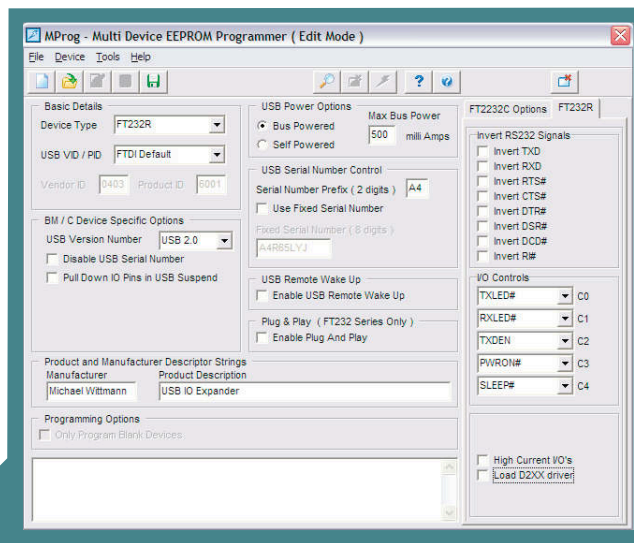 MProg - Multi Device EEPROM Programmer ( Edit Mode )
File Device Tools Help
Basic Details
Device Type FT232R
USB VID / PID FTDI Default
Vendor ID 0403 Product ID 6001
BM / C Device Specific Options
USB Version Number USB 2.0
Disable USB Serial Number
Pull Down IO Pins in USB Suspend
USB Power Options
Max Bus Power
Bus Powered
500 milli Amps
Self Powered
USB Serial Number Control
Serial Number Prefix ( 2 digits ) A4
Use Fixed Serial Number
Fixed Serial Number ( 8 digits )
A4R65LYJ
USB Remote Wake Up
Enable USB Remote Wake Up
Plug & Play ( FT232 Series Only )
Enable Plug And Play
Product and Manufacturer Descriptor Strings
Manufacturer Product Description
Michael Wittmann USB IO Expander
Programming Options
Only Program Blank Devices
FT2232C Options FT232R
Invert RS232 Signals
Invert TXD
Invert RXD
Invert RTS#
Invert CTS#
Invert DTR#
Invert DSR#
Invert DCD#
Invert RI#
I/O Controls
TXLED# C0
RXLED# C1
TXDEN C2
PWRON# C3
SLEEP# C4
High Current I/O's
Load D2XX driver